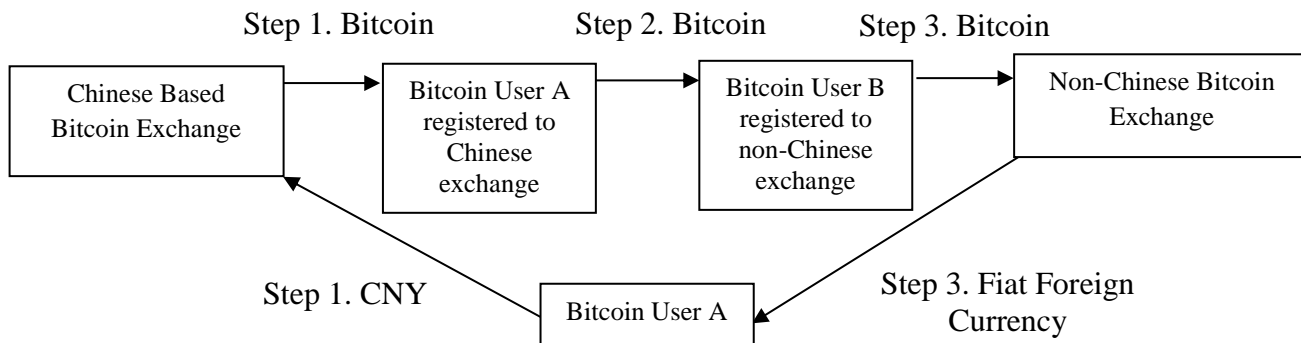 Step 1. Bitcoin
Step 2. Bitcoin
Step 3. Bitcoin
Chinese Based
Bitcoin Exchange
Bitcoin User A
registered to
Chinese
exchange
Bitcoin User B
registered to
non-Chinese
exchange
Non-Chinese Bitcoin
Exchange
Step 1. CNY
Bitcoin User A
Step 3. Fiat Foreign
Currency